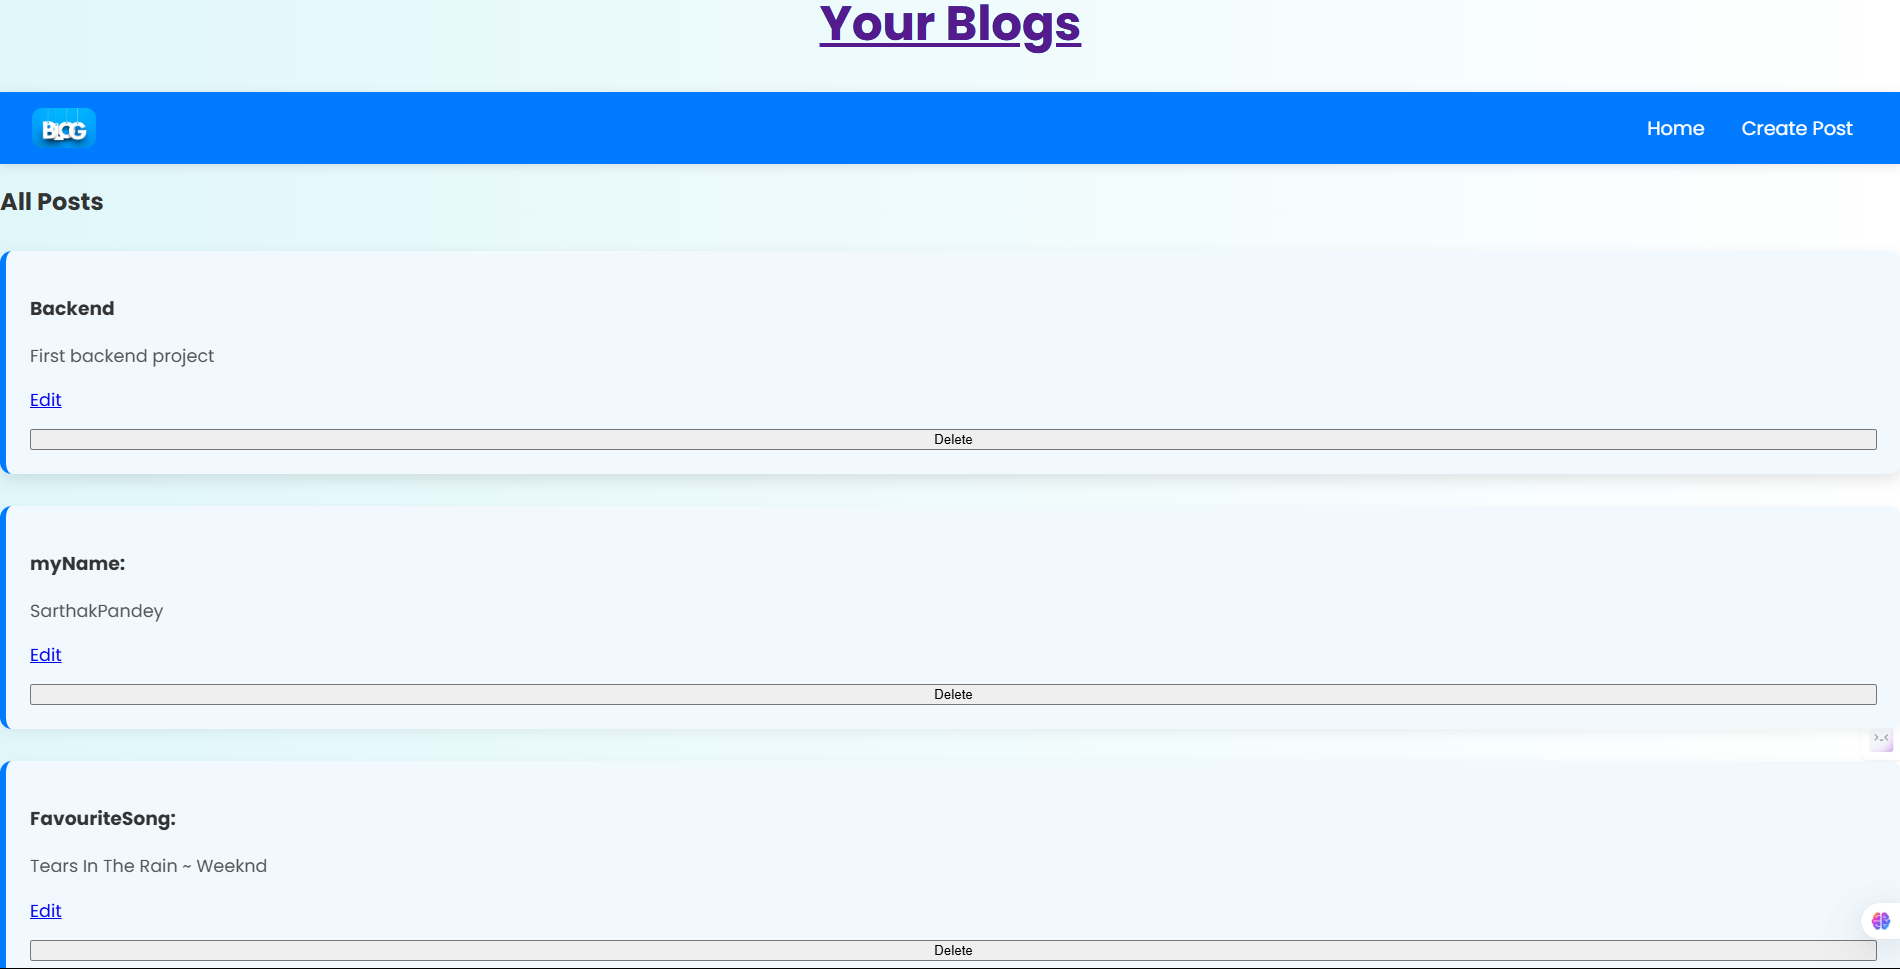 Your Blogs
BLOG
Home
Create Post
All Posts
Backend
First backend project
Edit
Delete
myName:
SarthakPandey
Edit
Delete
FavouriteSong:
Tears In The Rain ~ Weeknd
Edit
Delete